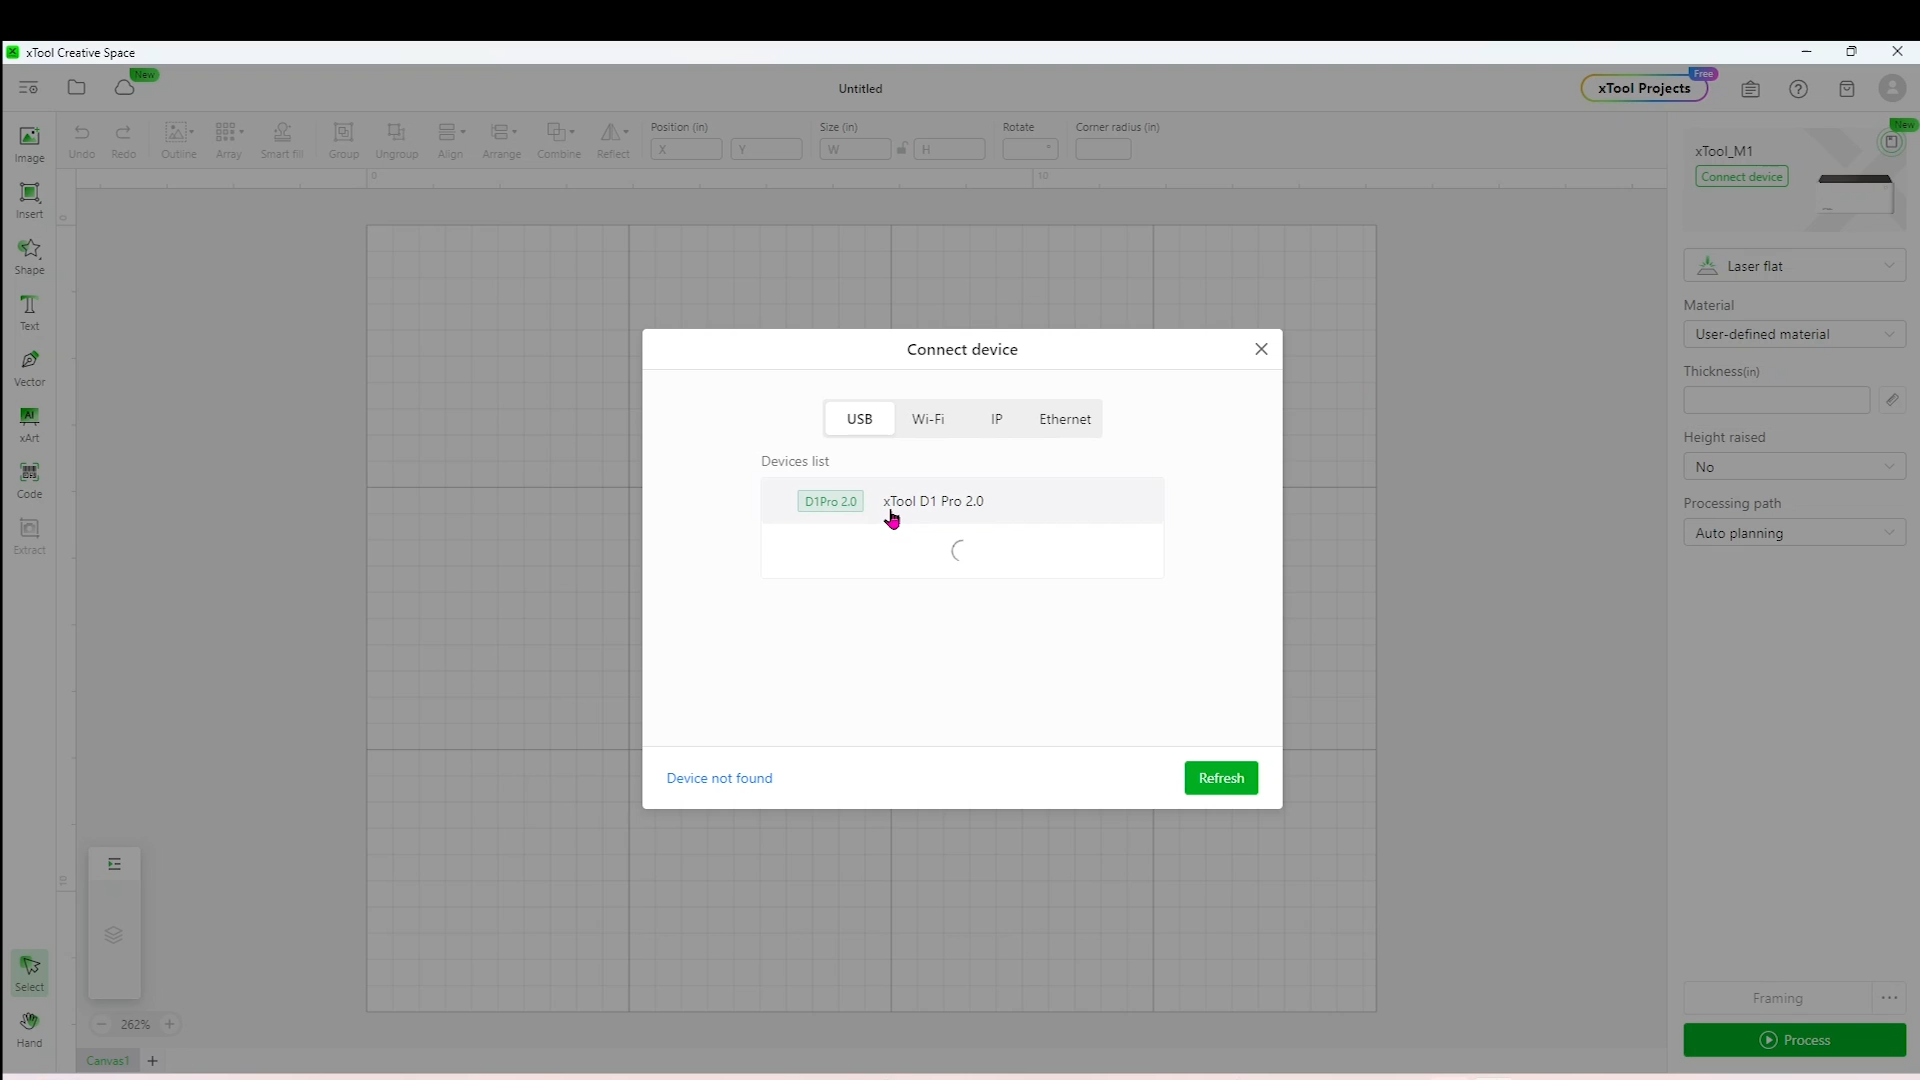 xTool Creative Space
New
Untitled
Free
xTool Projects
Image
Undo
Redo
Outline
Array
Smart fill
Group
Ungroup
Align
Arrange
Combine
Reflect
Position (in)
X
Y
Size (in)
W
H
Rotate
°
Corner radius (in)
New
xTool_M1
Connect device
0
10
0
10
Insert
Shape
Text
Vector
AI
xArt
Code
Extract
Select
Hand
262%
Canvas1
Connect device
USB
Wi-Fi
IP
Ethernet
Devices list
D1Pro 2.0
xTool D1 Pro 2.0
Device not found
Refresh
Laser flat
Material
User-defined material
Thickness(in)
Height raised
No
Processing path
Auto planning
Framing
Process